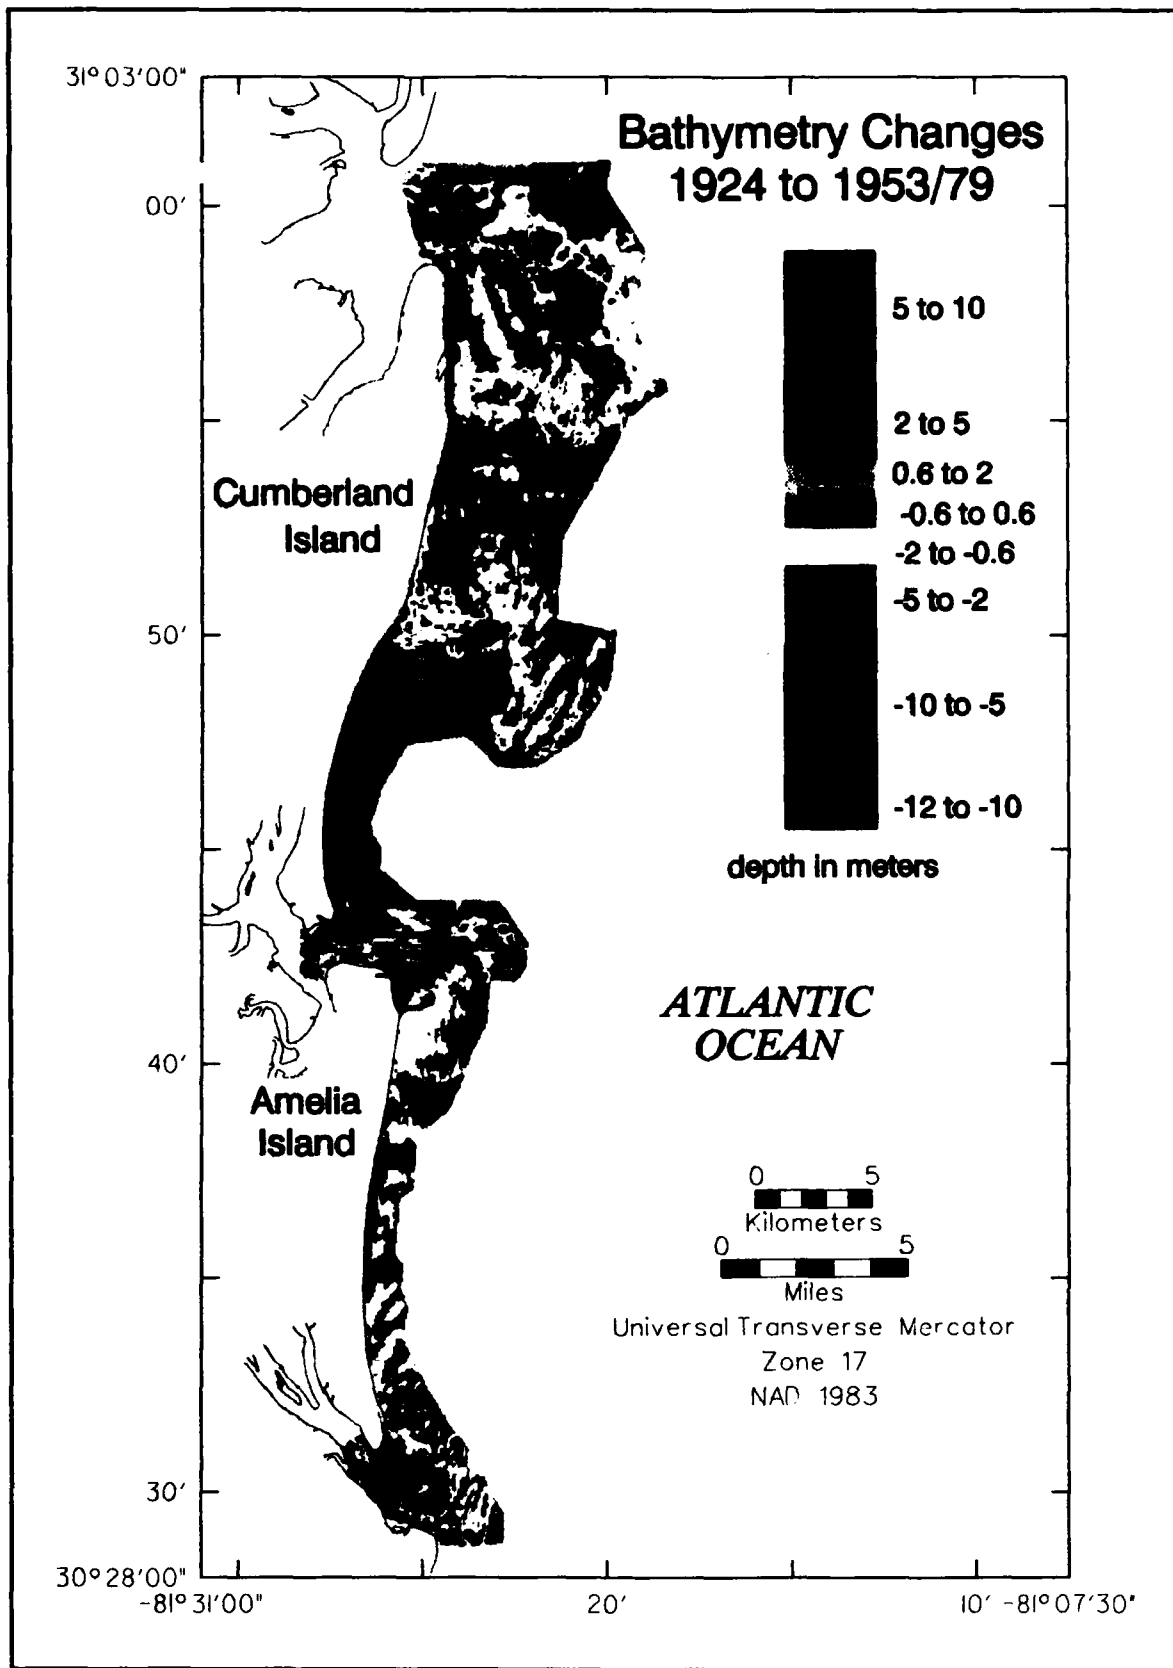 31°03'00"
Bathymetry Changes
1924 to 1953/79
00'
5 to 10
2 to 5
0.6 to 2
-0.6 to 0.6
-2 to -0.6
-5 to -2
-10 to -5
-12 to -10
depth in meters
Cumberland
Island
50'
ATLANTIC
OCEAN
40'
Amelia
Island
0 5
Kilometers
0 5
Miles
Universal Transverse Mercator
Zone 17
NAD 1983
30'
30°28'00"
-81°31'00" 20' 10' -81°07'30"